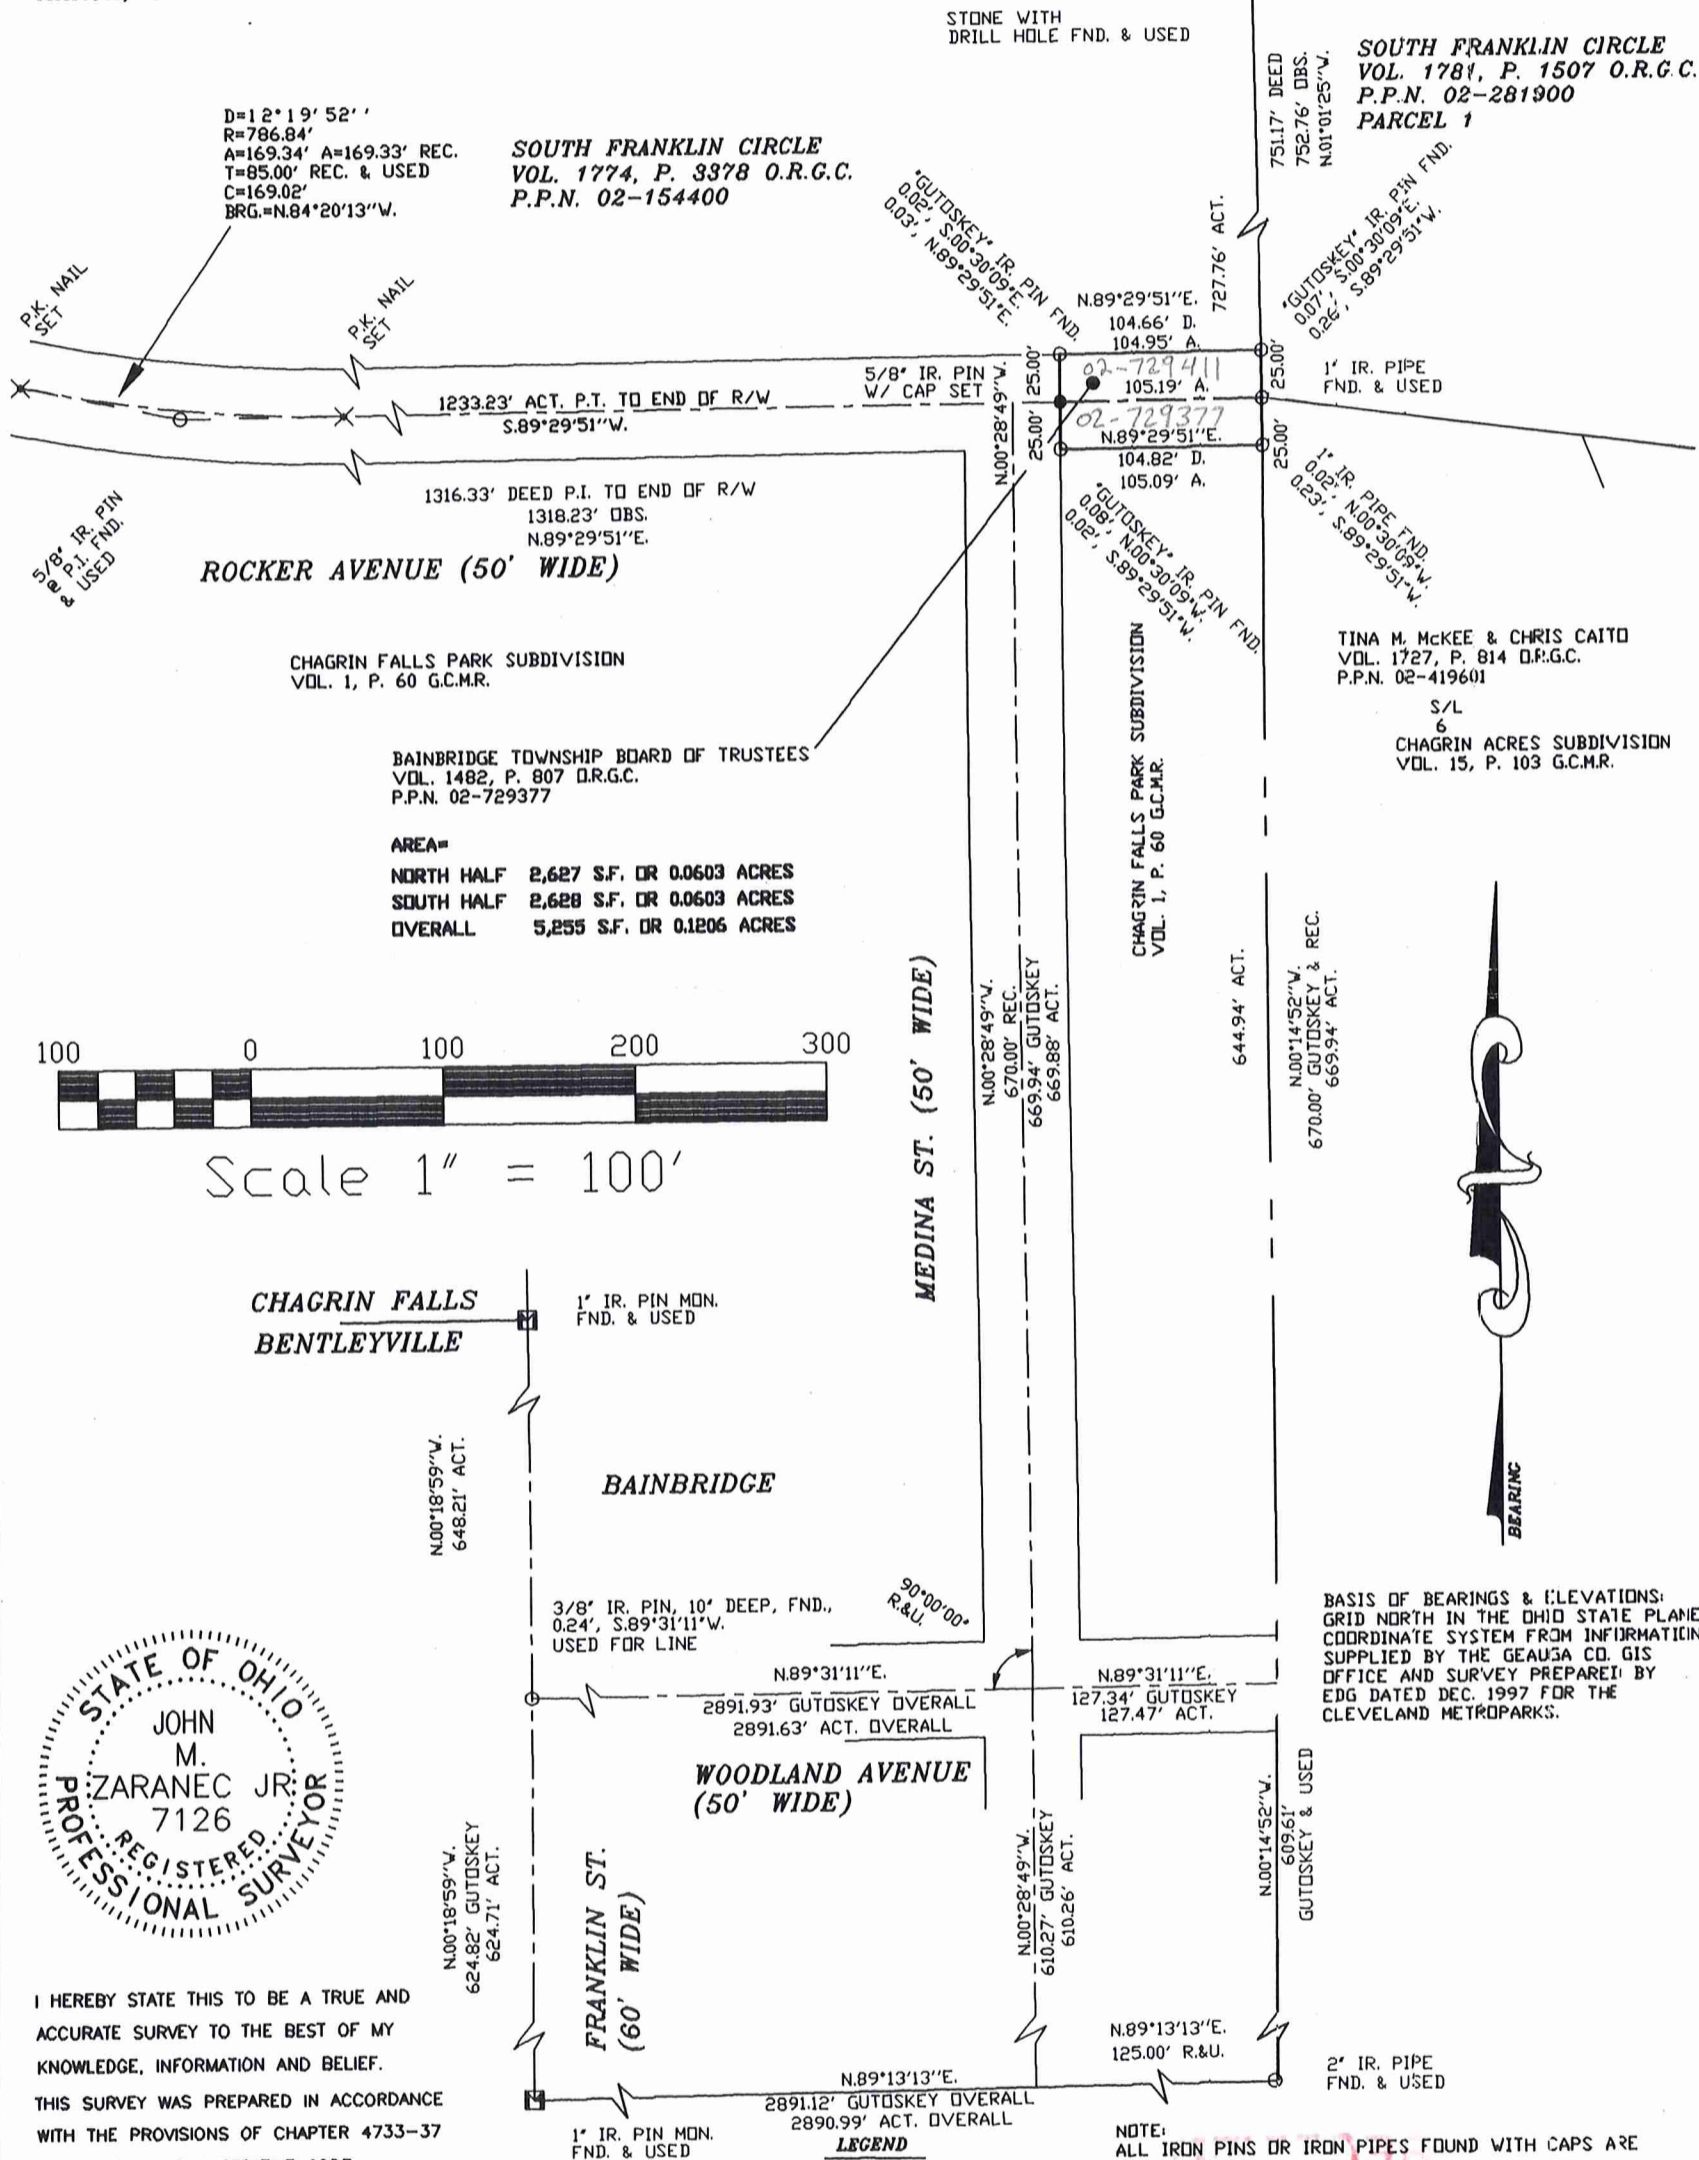 STONE WITH
DRILL HOLE FND. & USED
751.17' DEED
752.76' OBS.
N.01°01'25"W.
SOUTH FRANKLIN CIRCLE
VOL. 1781, P. 1507 O.R.G.C.
P.P.N. 02-281900
PARCEL 1
D=12°19'52''
R=786.84'
A=169.34' A=169.33' REC.
T=85.00' REC. & USED
C=169.02'
BRG.=N.84°20'13"W.
SOUTH FRANKLIN CIRCLE
VOL. 1774, P. 3378 O.R.G.C.
P.P.N. 02-154400
"GUTOSKEY" IR. PIN FND.
0.02', S.00°30'09"E.
0.03', N.89°29'51"E.
727.76' ACT.
"GUTOSKEY" IR. PIN FND.
0.07', S.00°30'09"E.
0.26', S.89°29'51"W.
P.K. NAIL
SET
P.K. NAIL
SET
N.89°29'51"E.
104.66' D.
104.95' A.
5/8" IR. PIN
W/ CAP SET
N.00°28'49"W.
25.00'
25.00'
02-729411
105.19' A.
25.00'
25.00'
1" IR. PIPE
FND. & USED
1233.23' ACT. P.T. TO END OF R/W
S.89°29'51"W.
02-729377
N.89°29'51"E.
104.82' D.
105.09' A.
1316.33' DEED P.I. TO END OF R/W
1318.23' OBS.
N.89°29'51"E.
5/8" IR. PIN
@ P.I. FND.
& USED
ROCKER AVENUE (50' WIDE)
"GUTOSKEY" IR. PIN FND.
0.08', N.00°30'09"W.
0.02', S.89°29'51"W.
1" IR. PIPE FND.
0.02', N.00°30'09"W.
0.23', S.89°29'51"W.
CHAGRIN FALLS PARK SUBDIVISION
VOL. 1, P. 60 G.C.M.R.
CHAGRIN FALLS PARK SUBDIVISION
VOL. 1, P. 60 G.C.M.R.
TINA M. McKEE & CHRIS CAITO
VOL. 1727, P. 814 O.R.G.C.
P.P.N. 02-419601
S/L
6
CHAGRIN ACRES SUBDIVISION
VOL. 15, P. 103 G.C.M.R.
BAINBRIDGE TOWNSHIP BOARD OF TRUSTEES
VOL. 1482, P. 807 O.R.G.C.
P.P.N. 02-729377
AREA=
NORTH HALF 2,627 S.F. OR 0.0603 ACRES
SOUTH HALF 2,628 S.F. OR 0.0603 ACRES
OVERALL 5,255 S.F. OR 0.1206 ACRES
MEDINA ST. (50' WIDE)
N.00°28'49"W.
670.00' REC.
669.94' GUTOSKEY
669.88' ACT.
644.94' ACT.
N.00°14'52"W.
670.00' GUTOSKEY & REC.
669.94' ACT.
100 0 100 200 300
Scale 1" = 100'
CHAGRIN FALLS
BENTLEYVILLE
1" IR. PIN MON.
FND. & USED
N.00°18'59"W.
648.21' ACT.
BAINBRIDGE
BEARING
3/8" IR. PIN, 10" DEEP, FND.,
0.24', S.89°31'11"W.
USED FOR LINE
90°00'00"
R.&U.
BASIS OF BEARINGS & ELEVATIONS:
GRID NORTH IN THE OHIO STATE PLANE
COORDINATE SYSTEM FROM INFORMATION
SUPPLIED BY THE GEAUGA CO. GIS
OFFICE AND SURVEY PREPARED BY
EDG DATED DEC. 1997 FOR THE
CLEVELAND METROPARKS.
N.89°31'11"E.
2891.93' GUTOSKEY OVERALL
2891.63' ACT. OVERALL
N.89°31'11"E.
127.34' GUTOSKEY
127.47' ACT.
WOODLAND AVENUE
(50' WIDE)
STATE OF OHIO
JOHN
M.
ZARANEC JR.
7126
REGISTERED
PROFESSIONAL SURVEYOR
N.00°18'59"W.
624.82' GUTOSKEY
624.71' ACT.
FRANKLIN ST.
(60' WIDE)
N.00°28'49"W.
610.27' GUTOSKEY
610.26' ACT.
N.00°14'52"W.
609.61'
GUTOSKEY & USED
I HEREBY STATE THIS TO BE A TRUE AND
ACCURATE SURVEY TO THE BEST OF MY
KNOWLEDGE, INFORMATION AND BELIEF.
THIS SURVEY WAS PREPARED IN ACCORDANCE
WITH THE PROVISIONS OF CHAPTER 4733-37
N.89°13'13"E.
125.00' R.&U.
2" IR. PIPE
FND. & USED
N.89°13'13"E.
2891.12' GUTOSKEY OVERALL
2890.99' ACT. OVERALL
1" IR. PIN MON.
FND. & USED
LEGEND
NOTE:
ALL IRON PINS OR IRON PIPES FOUND WITH CAPS ARE